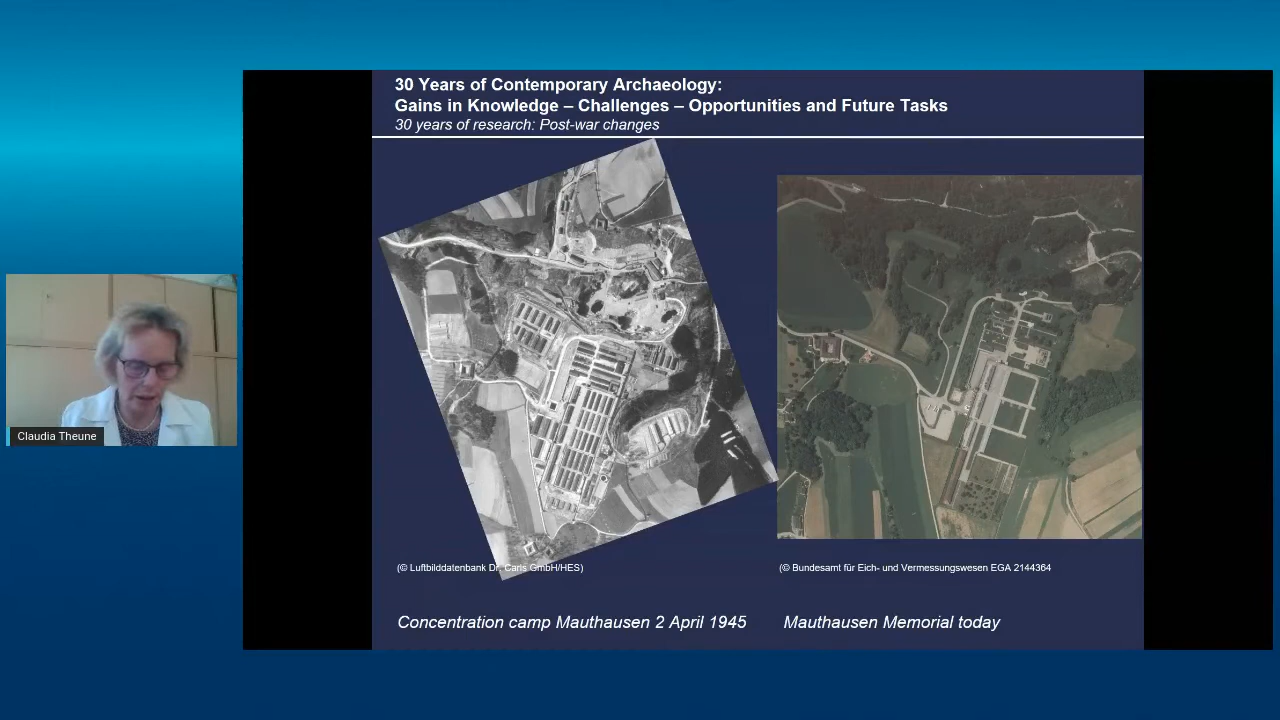 30 Years of Contemporary Archaeology:
Gains in Knowledge – Challenges – Opportunities and Future Tasks
30 years of research: Post-war changes
Claudia Theune
(© Luftbilddatenbank Dr. Carls GmbH/HES)
(© Bundesamt für Eich- und Vermessungswesen EGA 2144364
Concentration camp Mauthausen 2 April 1945
Mauthausen Memorial today